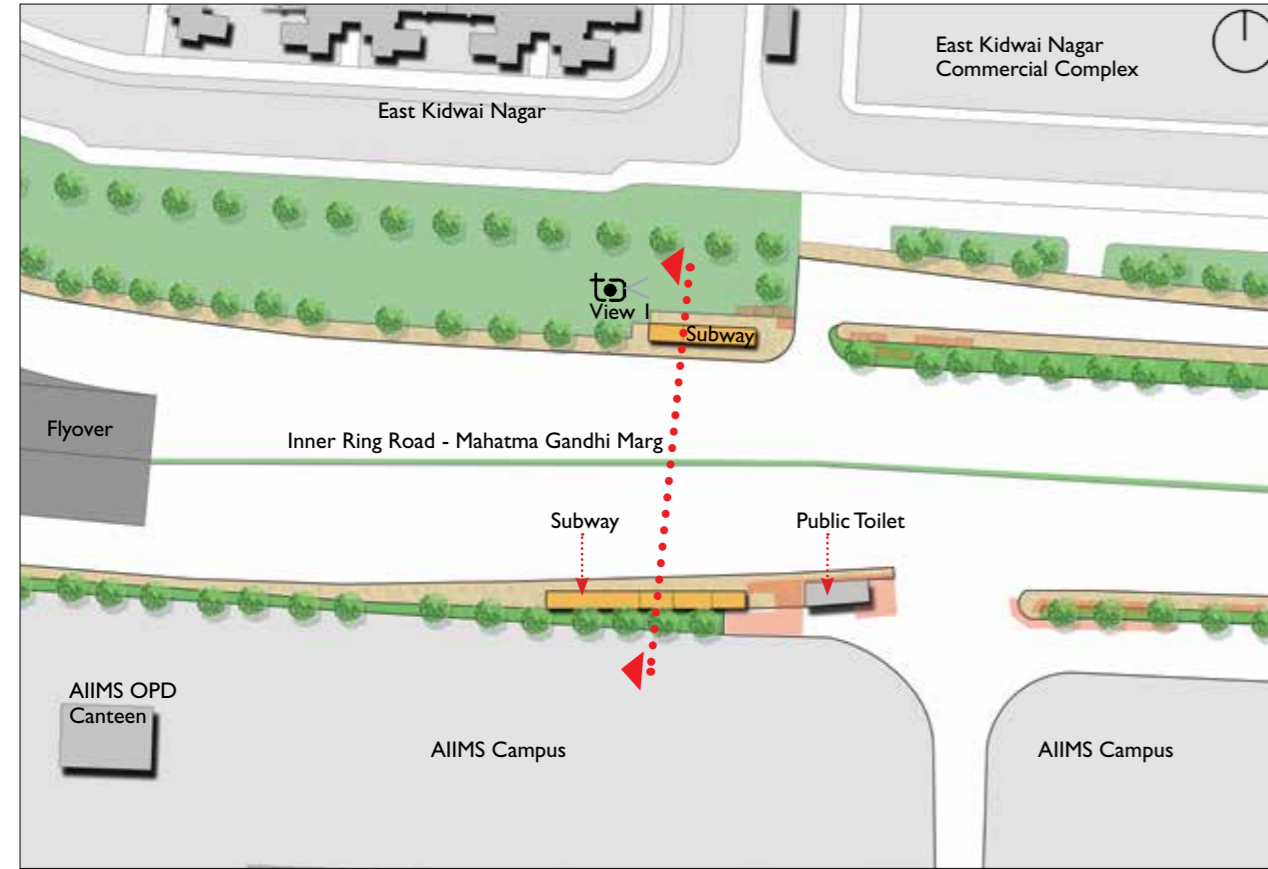 East Kidwai Nagar
Commercial Complex
East Kidwai Nagar
View 1
Subway
Flyover
Inner Ring Road - Mahatma Gandhi Marg
Subway
Public Toilet
AIIMS OPD
Canteen
AIIMS Campus
AIIMS Campus